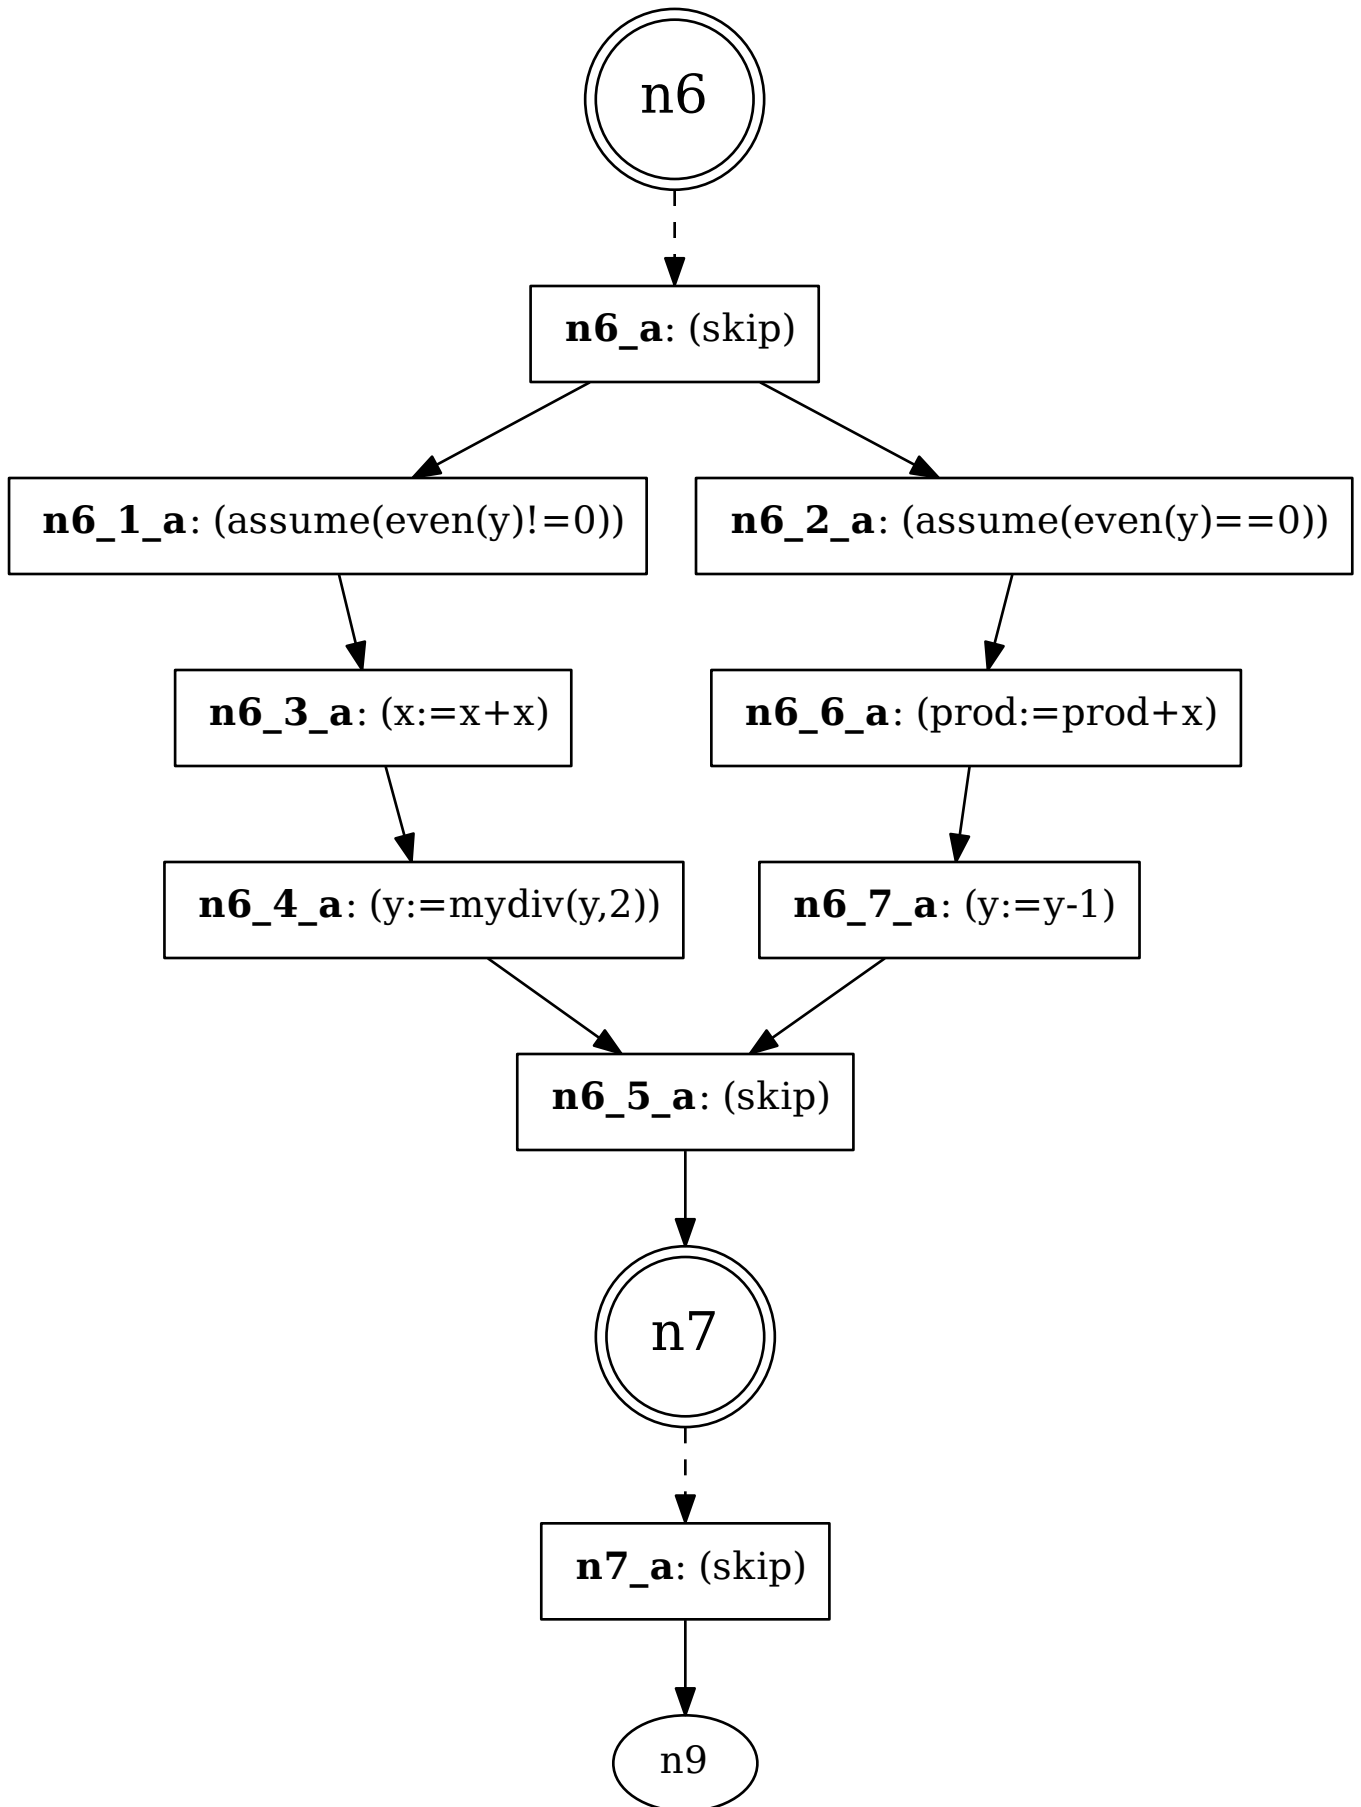 n6
n6_a: (skip)
n6_1_a: (assume(even(y)!=0))
n6_2_a: (assume(even(y)==0))
n6_3_a: (x:=x+x)
n6_6_a: (prod:=prod+x)
n6_4_a: (y:=mydiv(y,2))
n6_7_a: (y:=y-1)
n6_5_a: (skip)
n7
n7_a: (skip)
n9